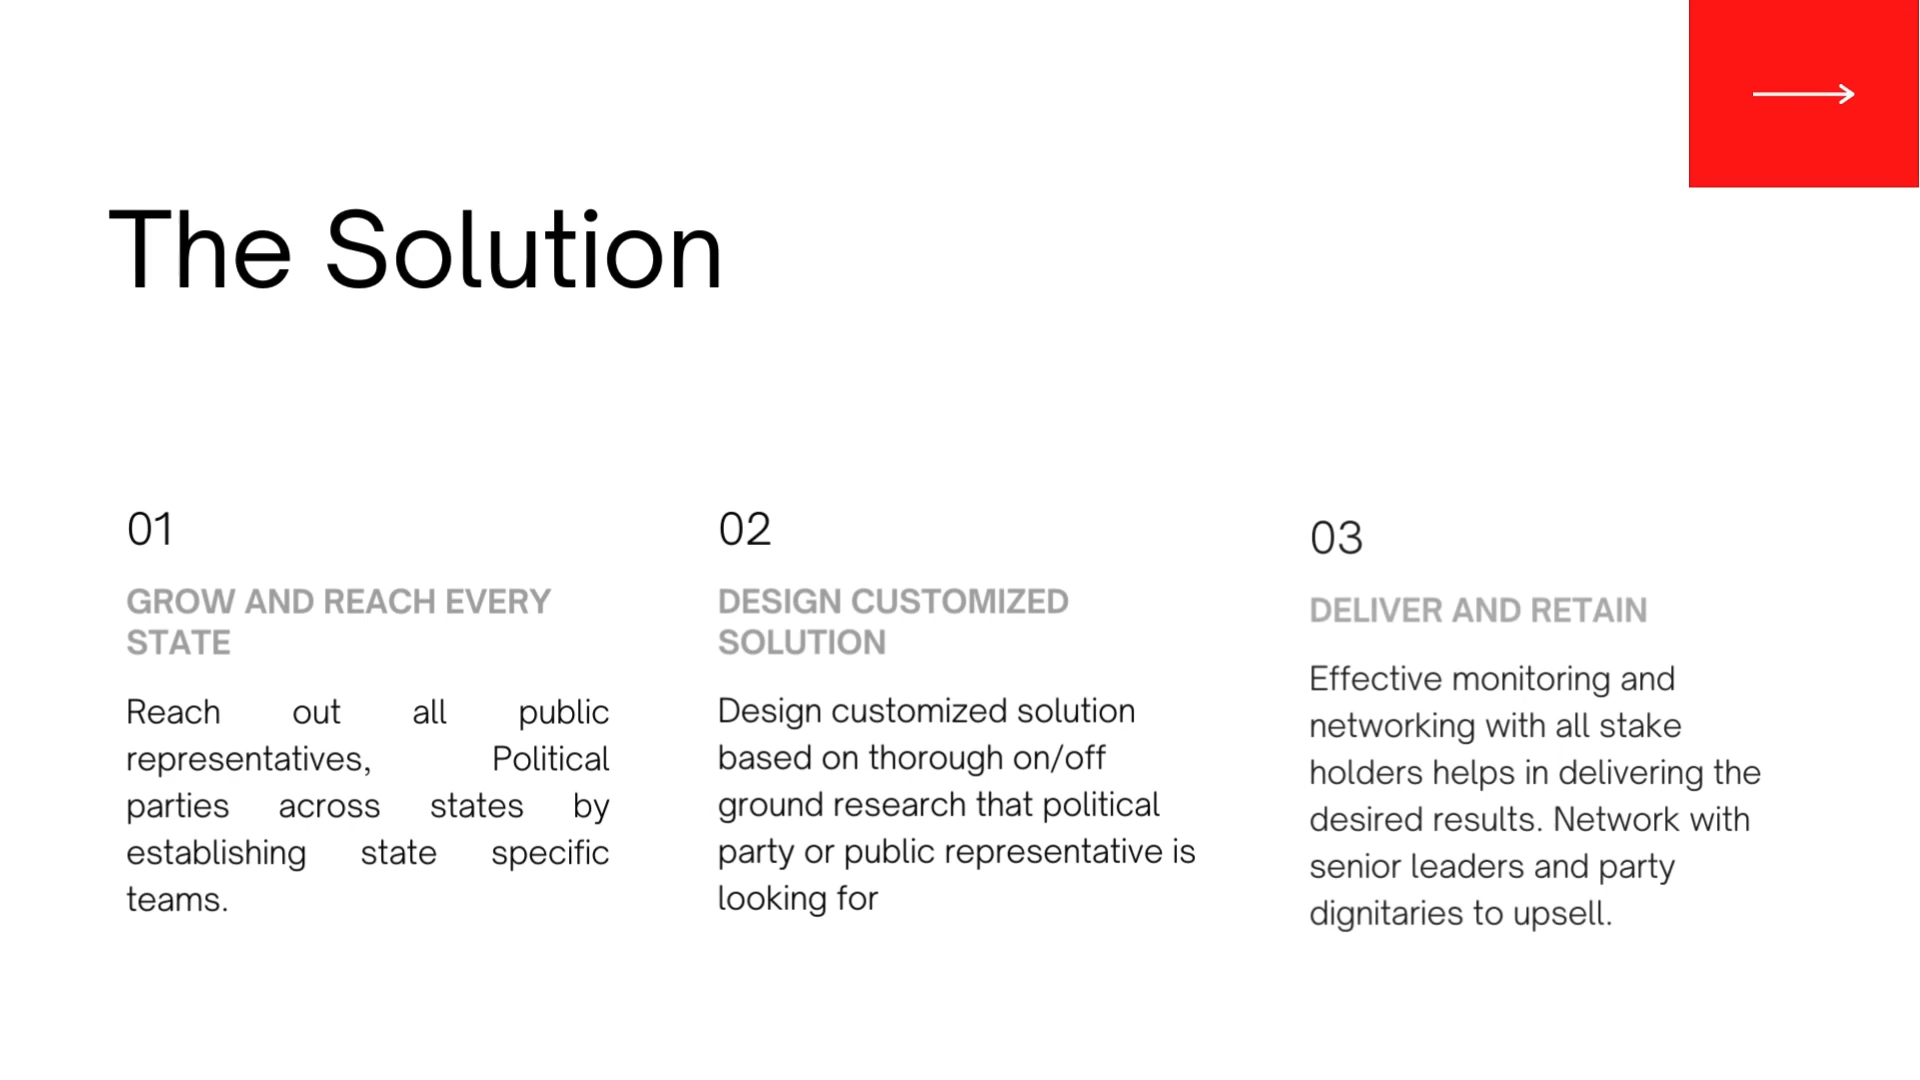 The Solution
01
GROW AND REACH EVERY
STATE
Reach out all public
representatives, Political
parties across states by
establishing state specific
teams.
02
DESIGN CUSTOMIZED
SOLUTION
Design customized solution
based on thorough on/off
ground research that political
party or public representative is
looking for
03
DELIVER AND RETAIN
Effective monitoring and
networking with all stake
holders helps in delivering the
desired results. Network with
senior leaders and party
dignitaries to upsell.